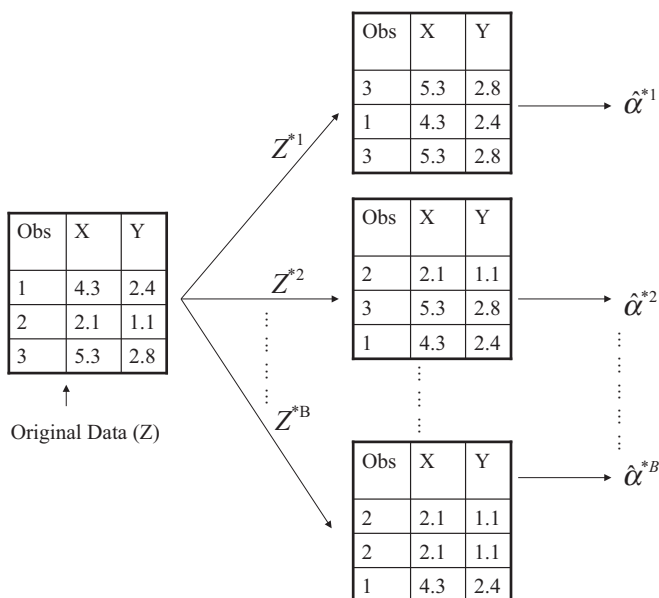 Obs X Y
3 5.3 2.8
1 4.3 2.4
3 5.3 2.8
α̂*1
Z*1
Obs X Y
1 4.3 2.4
2 2.1 1.1
3 5.3 2.8
Original Data (Z)
Z*2
Obs X Y
2 2.1 1.1
3 5.3 2.8
1 4.3 2.4
α̂*2
Z*B
Obs X Y
2 2.1 1.1
2 2.1 1.1
1 4.3 2.4
α̂*B